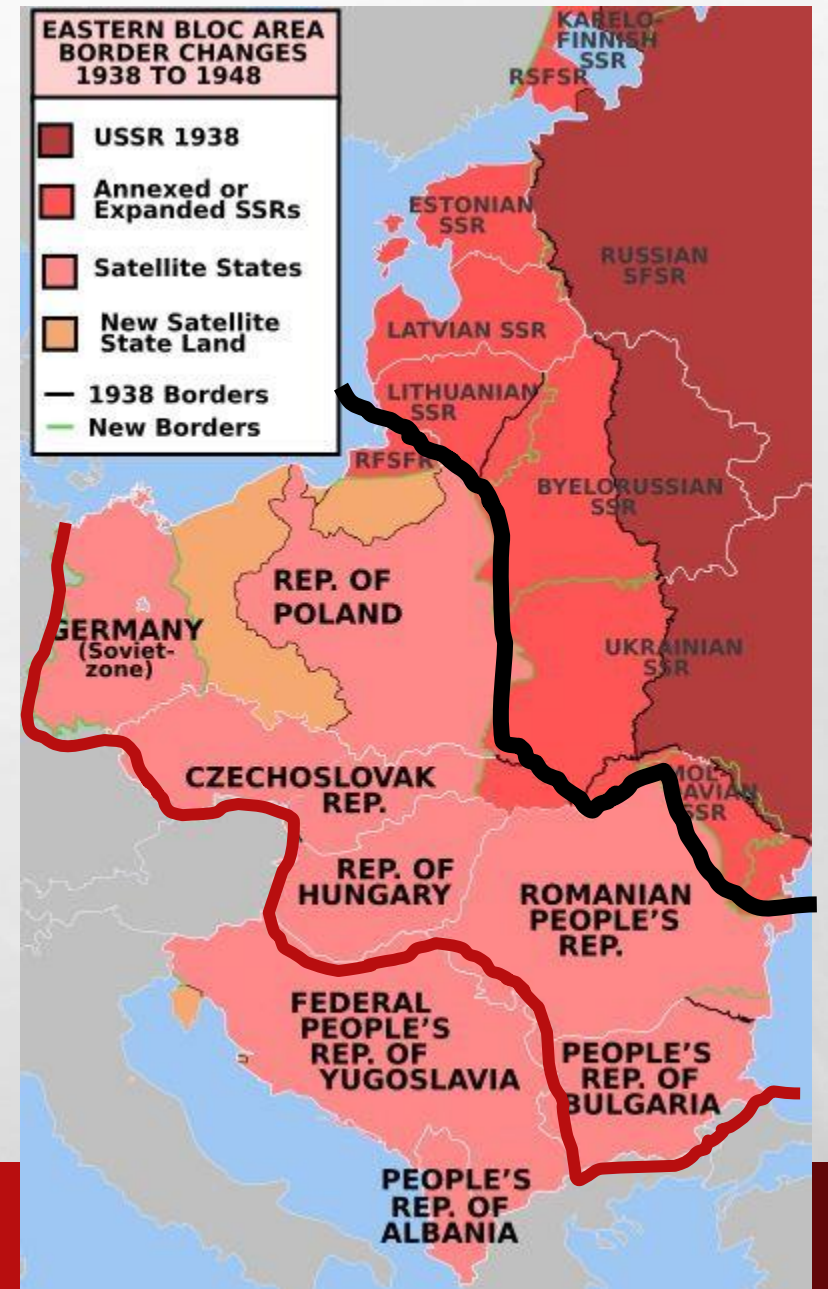 EASTERN BLOC AREA
BORDER CHANGES
1938 TO 1948
USSR 1938
Annexed or
Expanded SSRs
Satellite States
New Satellite
State Land
1938 Borders
New Borders
KARELO-
FINNISH
SSR
RSFSR
ESTONIAN
SSR
RUSSIAN
SFSR
LATVIAN SSR
LITHUANIAN
SSR
RFSFR
BYELORUSSIAN
SSR
REP. OF
POLAND
GERMANY
(Soviet-
zone)
UKRAINIAN
SSR
CZECHOSLOVAK
REP.
MOL
DAVIAN
SSR
REP. OF
HUNGARY
ROMANIAN
PEOPLE'S
REP.
FEDERAL
PEOPLE'S
REP. OF
YUGOSLAVIA
PEOPLE'S
REP. OF
BULGARIA
PEOPLE'S
REP. OF
ALBANIA